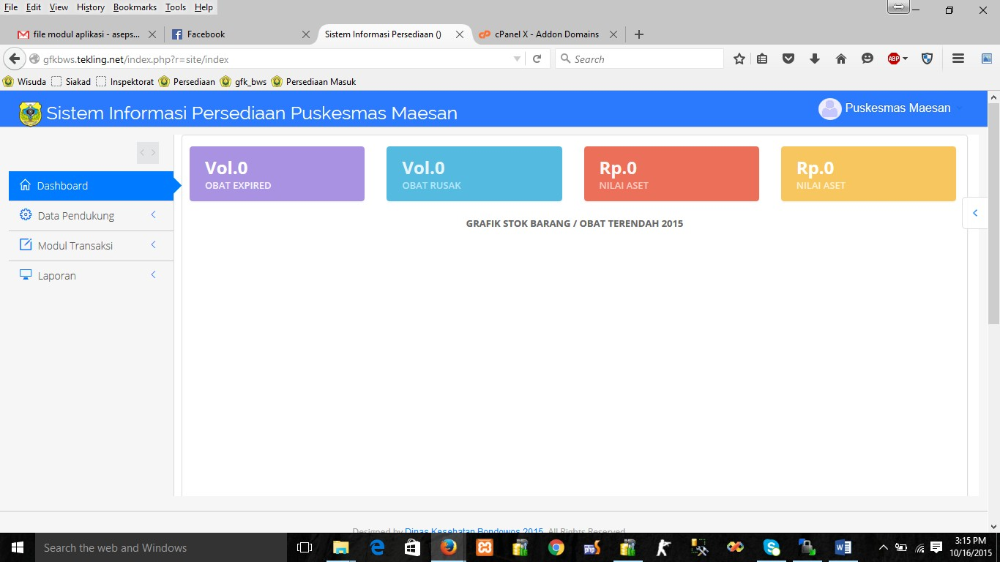 File Edit View History Bookmarks Tools Help
file modul aplikasi - aseps... Facebook Sistem Informasi Persediaan () cPanel X - Addon Domains
gfkbws.tekling.net/index.php?r=site/index Search ABP
Wisuda Siakad Inspektorat Persediaan gfk_bws Persediaan Masuk
Sistem Informasi Persediaan Puskesmas Maesan Puskesmas Maesan
Dashboard
Data Pendukung
Modul Transaksi
Laporan
Vol.0
OBAT EXPIRED
Vol.0
OBAT RUSAK
Rp.0
NILAI ASET
Rp.0
NILAI ASET
GRAFIK STOK BARANG / OBAT TERENDAH 2015
Designed by Dinas Kesehatan Bondowos 2015. All Rights Reserved
Search the web and Windows
3:15 PM
10/16/2015